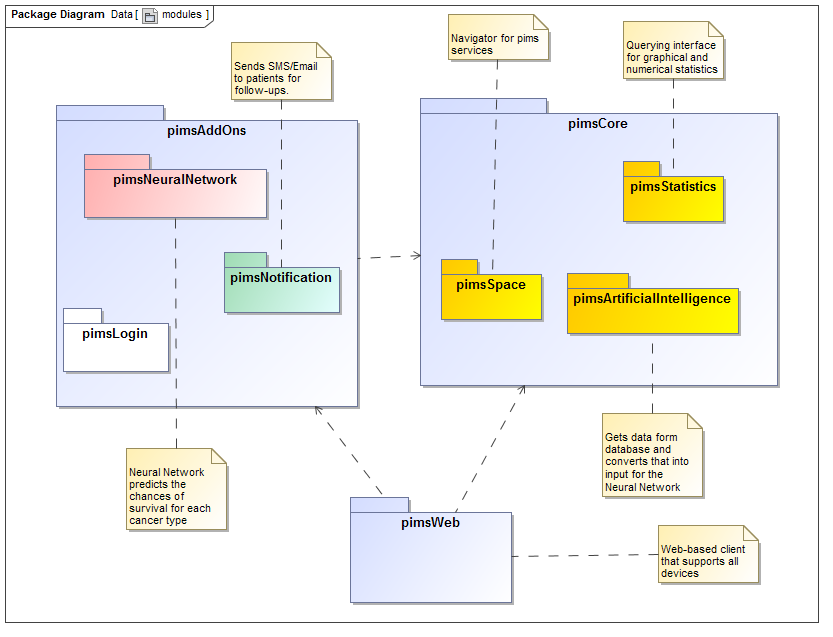 Package Diagram Data [ modules ]
Sends SMS/Email
to patients for
follow-ups.
Navigator for pims
services
Querying interface
for graphical and
numerical statistics
pimsAddOns
pimsCore
pimsNeuralNetwork
pimsStatistics
pimsNotification
pimsSpace
pimsArtificialIntelligence
pimsLogin
Neural Network
predicts the
chances of
survival for each
cancer type
Gets data form
database and
converts that into
input for the
Neural Network
pimsWeb
Web-based client
that supports all
devices